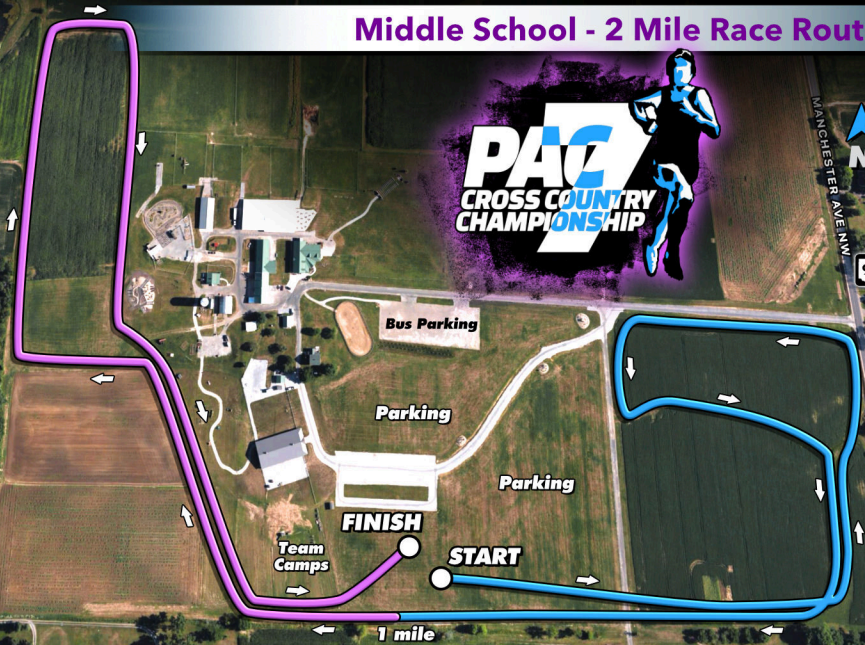 Middle School - 2 Mile Race Rout
PAC
7
CROSS COUNTRY
CHAMPIONSHIP
MANCHESTER AVE NW
N
Bus Parking
Parking
Parking
FINISH
START
Team
Camps
1 mile